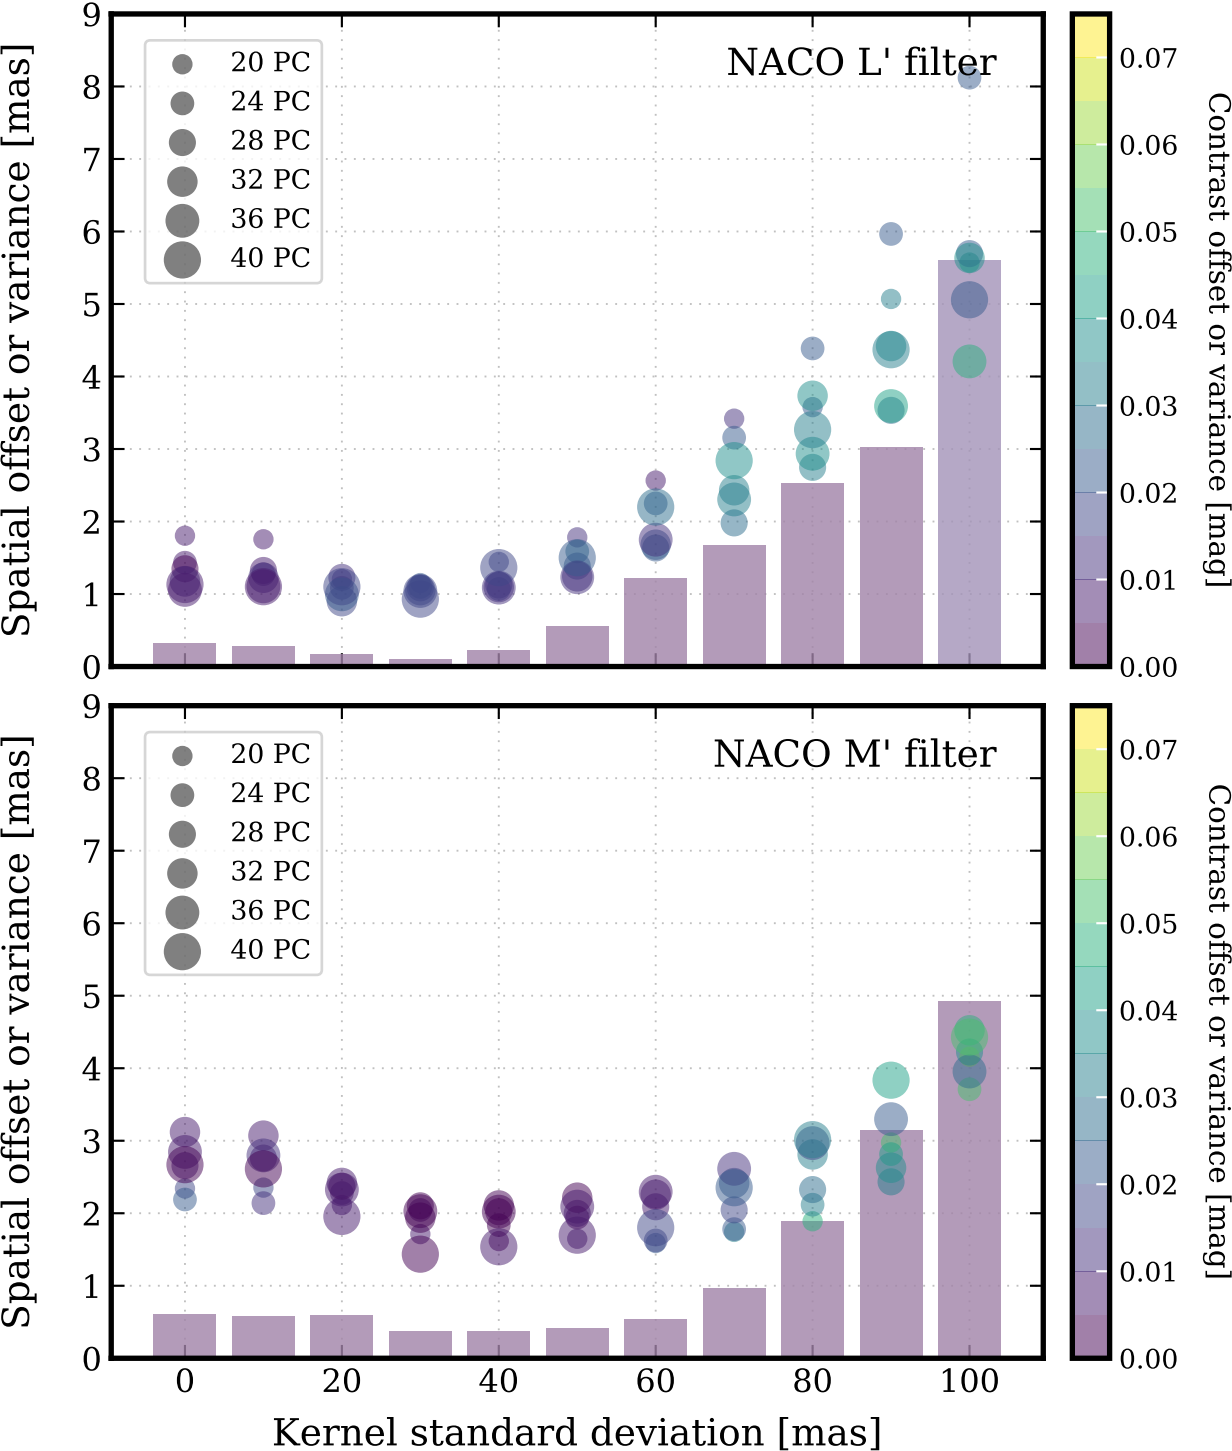 NACO L' filter
20 PC
24 PC
28 PC
32 PC
36 PC
40 PC
Spatial offset or variance [mas]
9
8
7
6
5
4
3
2
1
0
0.07
0.06
0.05
0.04
0.03
0.02
0.01
0.00
Contrast offset or variance [mag]
NACO M' filter
20 PC
24 PC
28 PC
32 PC
36 PC
40 PC
Spatial offset or variance [mas]
9
8
7
6
5
4
3
2
1
0
0 20 40 60 80 100
Kernel standard deviation [mas]
0.07
0.06
0.05
0.04
0.03
0.02
0.01
0.00
Contrast offset or variance [mag]